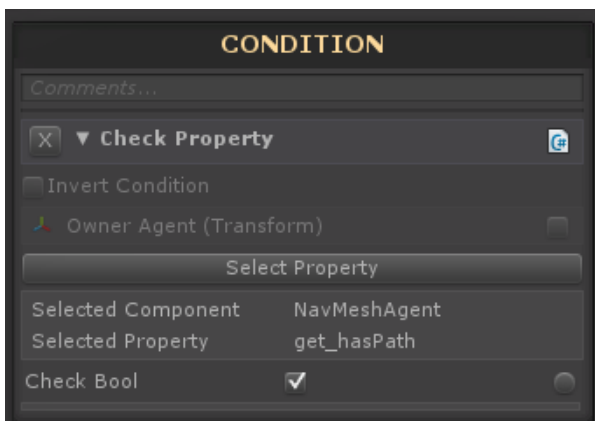 CONDITION
Comments...
X ▼ Check Property C#
Invert Condition
Owner Agent (Transform)
Select Property
Selected Component NavMeshAgent
Selected Property get_hasPath
Check Bool